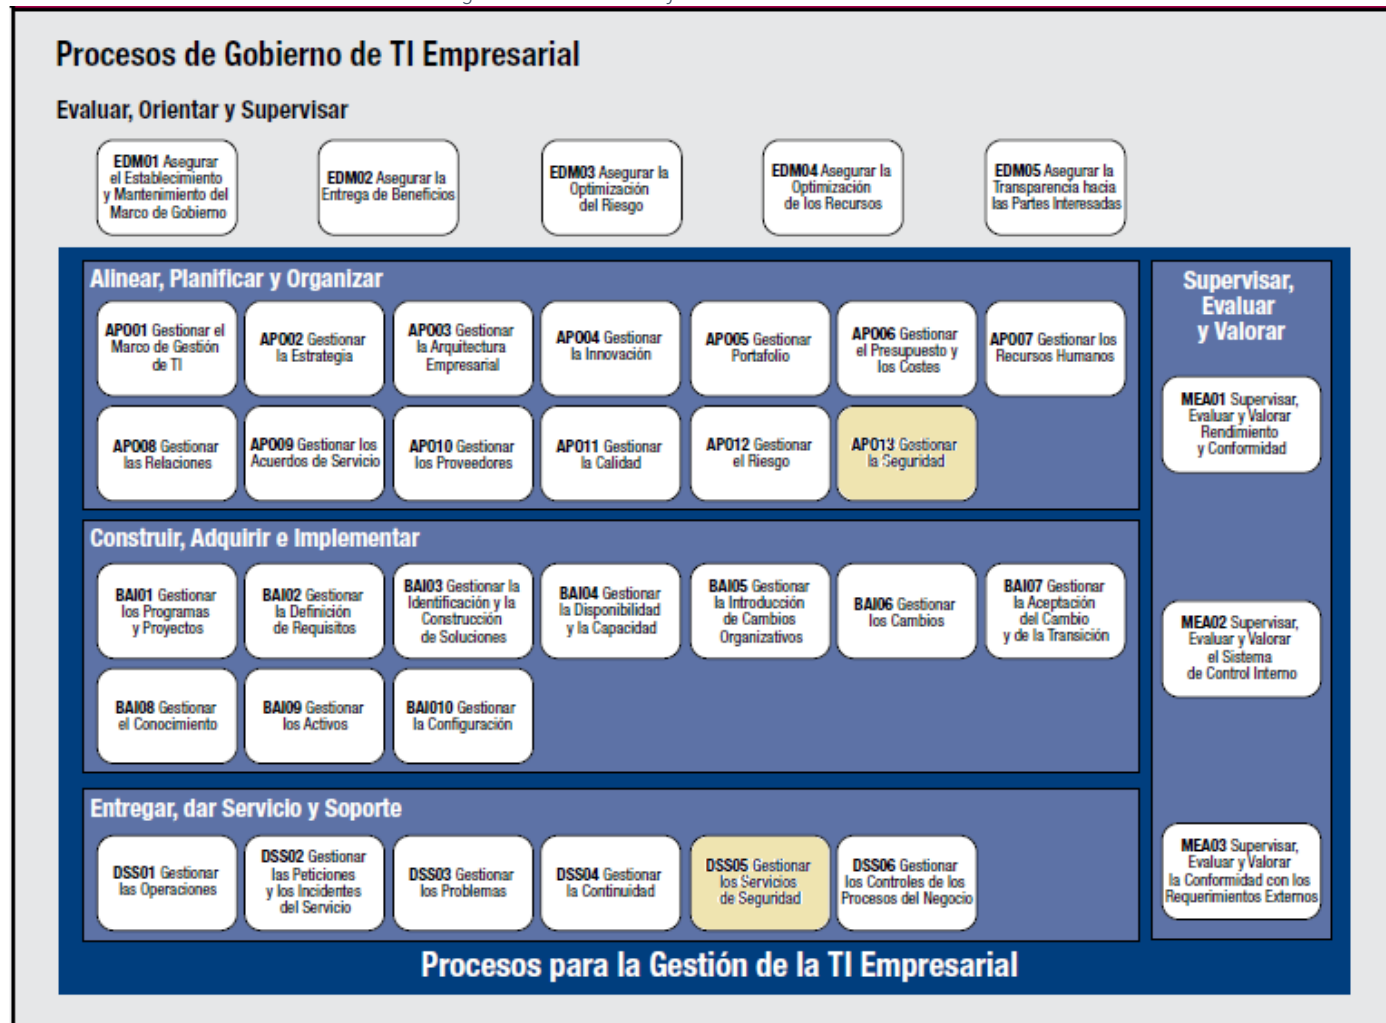 Procesos de Gobierno de TI Empresarial
Evaluar, Orientar y Supervisar
EDM01 Asegurar
el Establecimiento
y Mantenimiento del
Marco de Gobierno
EDM02 Asegurar la
Entrega de Beneficios
EDM03 Asegurar la
Optimización
del Riesgo
EDM04 Asegurar la
Optimización
de los Recursos
EDM05 Asegurar la
Transparencia hacia
las Partes Interesadas
Alinear, Planificar y Organizar
APO01 Gestionar el
Marco de Gestión
de TI
APO02 Gestionar
la Estrategia
APO03 Gestionar
la Arquitectura
Empresarial
APO04 Gestionar
la Innovación
APO05 Gestionar
Portafolio
APO06 Gestionar
el Presupuesto y
los Costes
APO07 Gestionar los
Recursos Humanos
APO08 Gestionar
las Relaciones
APO09 Gestionar los
Acuerdos de Servicio
APO10 Gestionar
los Proveedores
APO11 Gestionar
la Calidad
APO12 Gestionar
el Riesgo
APO13 Gestionar
la Seguridad
Construir, Adquirir e Implementar
BAI01 Gestionar
los Programas
y Proyectos
BAI02 Gestionar
la Definición
de Requisitos
BAI03 Gestionar la
Identificación y la
Construcción
de Soluciones
BAI04 Gestionar
la Disponibilidad
y la Capacidad
BAI05 Gestionar
la Introducción
de Cambios
Organizativos
BAI06 Gestionar
los Cambios
BAI07 Gestionar
la Aceptación
del Cambio
y de la Transición
BAI08 Gestionar
el Conocimiento
BAI09 Gestionar
los Activos
BAI010 Gestionar
la Configuración
Entregar, dar Servicio y Soporte
DSS01 Gestionar
las Operaciones
DSS02 Gestionar
las Peticiones
y los Incidentes
del Servicio
DSS03 Gestionar
los Problemas
DSS04 Gestionar
la Continuidad
DSS05 Gestionar
los Servicios
de Seguridad
DSS06 Gestionar
los Controles de los
Procesos del Negocio
Supervisar,
Evaluar
y Valorar
MEA01 Supervisar,
Evaluar y Valorar
Rendimiento
y Conformidad
MEA02 Supervisar,
Evaluar y Valorar
el Sistema
de Control Interno
MEA03 Supervisar,
Evaluar y Valorar
la Conformidad con los
Requerimientos Externos
Procesos para la Gestión de la TI Empresarial